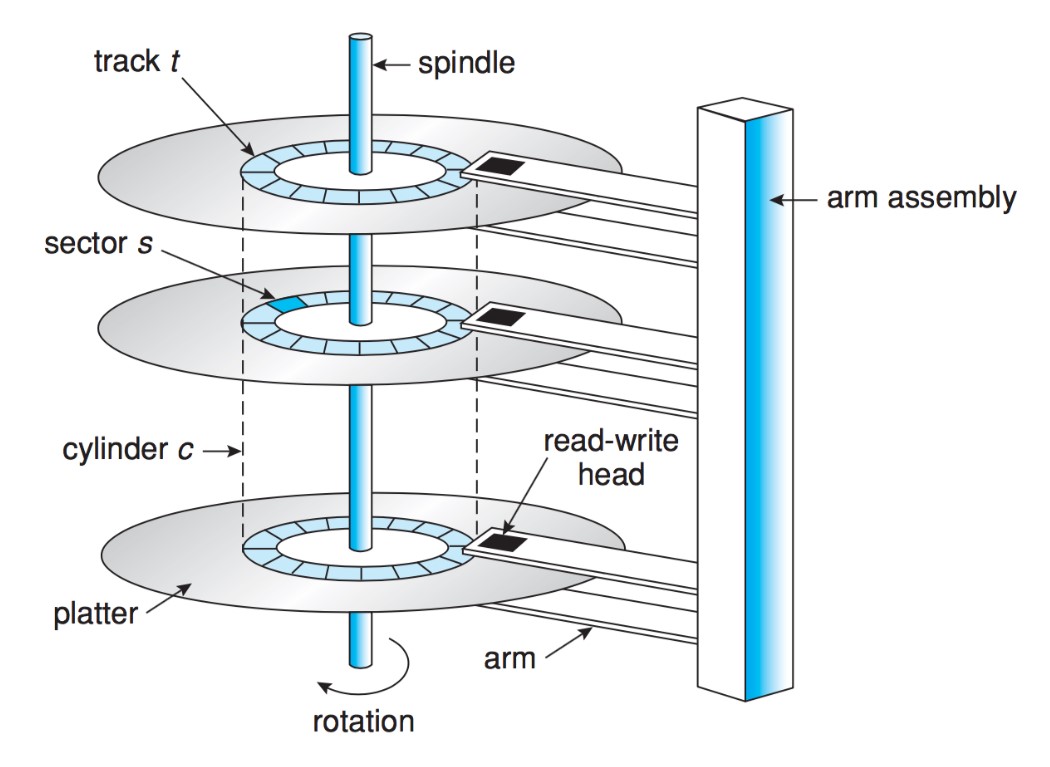 track t
spindle
arm assembly
sector s
cylinder c
read-write
head
platter
arm
rotation